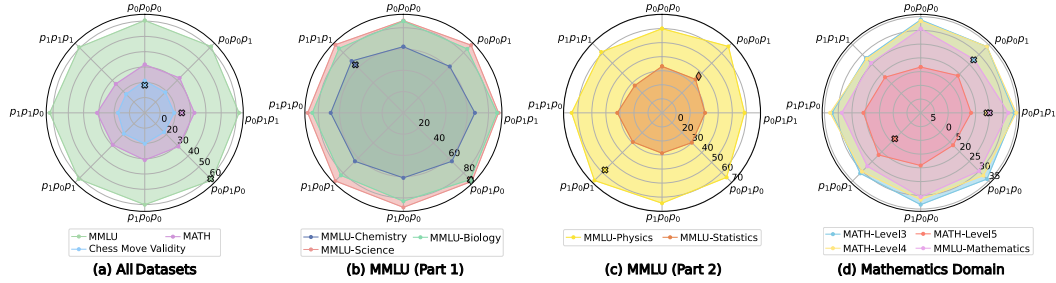 p₀p₀p₀
p₀p₀p₁
p₀p₁p₁
p₀p₁p₀
p₁p₀p₀
p₁p₀p₁
p₁p₁p₀
p₁p₁p₁
0
20
30
40
50
60
MMLU
MATH
Chess Move Validity
(a) All Datasets
p₀p₀p₀
p₀p₀p₁
p₀p₁p₁
p₀p₁p₀
p₁p₀p₀
p₁p₀p₁
p₁p₁p₀
p₁p₁p₁
20
40
60
80
MMLU-Chemistry
MMLU-Biology
MMLU-Science
(b) MMLU (Part 1)
p₀p₀p₀
p₀p₀p₁
p₀p₁p₁
p₀p₁p₀
p₁p₀p₀
p₁p₀p₁
p₁p₁p₀
p₁p₁p₁
0
20
30
40
50
60
70
MMLU-Physics
MMLU-Statistics
(c) MMLU (Part 2)
p₀p₀p₀
p₀p₀p₁
p₀p₁p₁
p₀p₁p₀
p₁p₀p₀
p₁p₀p₁
p₁p₁p₀
p₁p₁p₁
5
0
5
20
25
30
35
MATH-Level3
MATH-Level5
MATH-Level4
MMLU-Mathematics
(d) Mathematics Domain